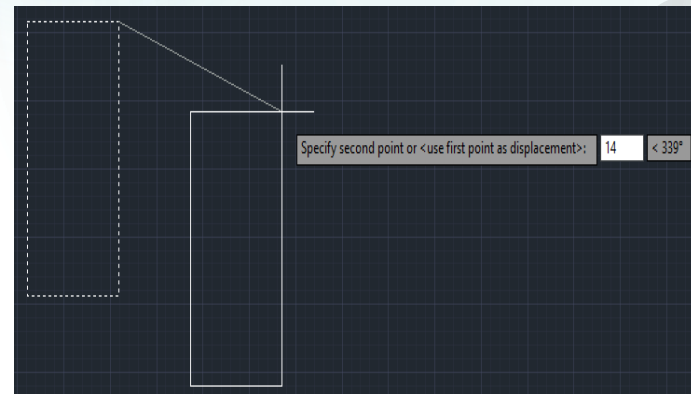 Specify second point or <use first point as displacement>: 14 < 339°